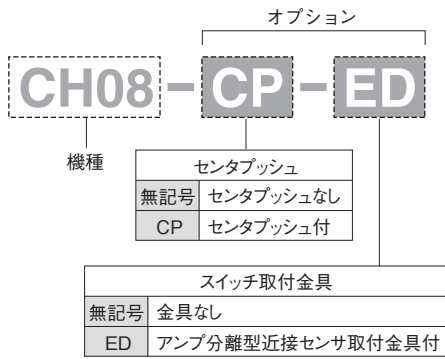 オプション
CH08-CP-ED
機種
センタプッシュ
無記号 センタプッシュなし
CP センタプッシュ付
スイッチ取付金具
無記号 金具なし
ED アンプ分離型近接センサ取付金具付